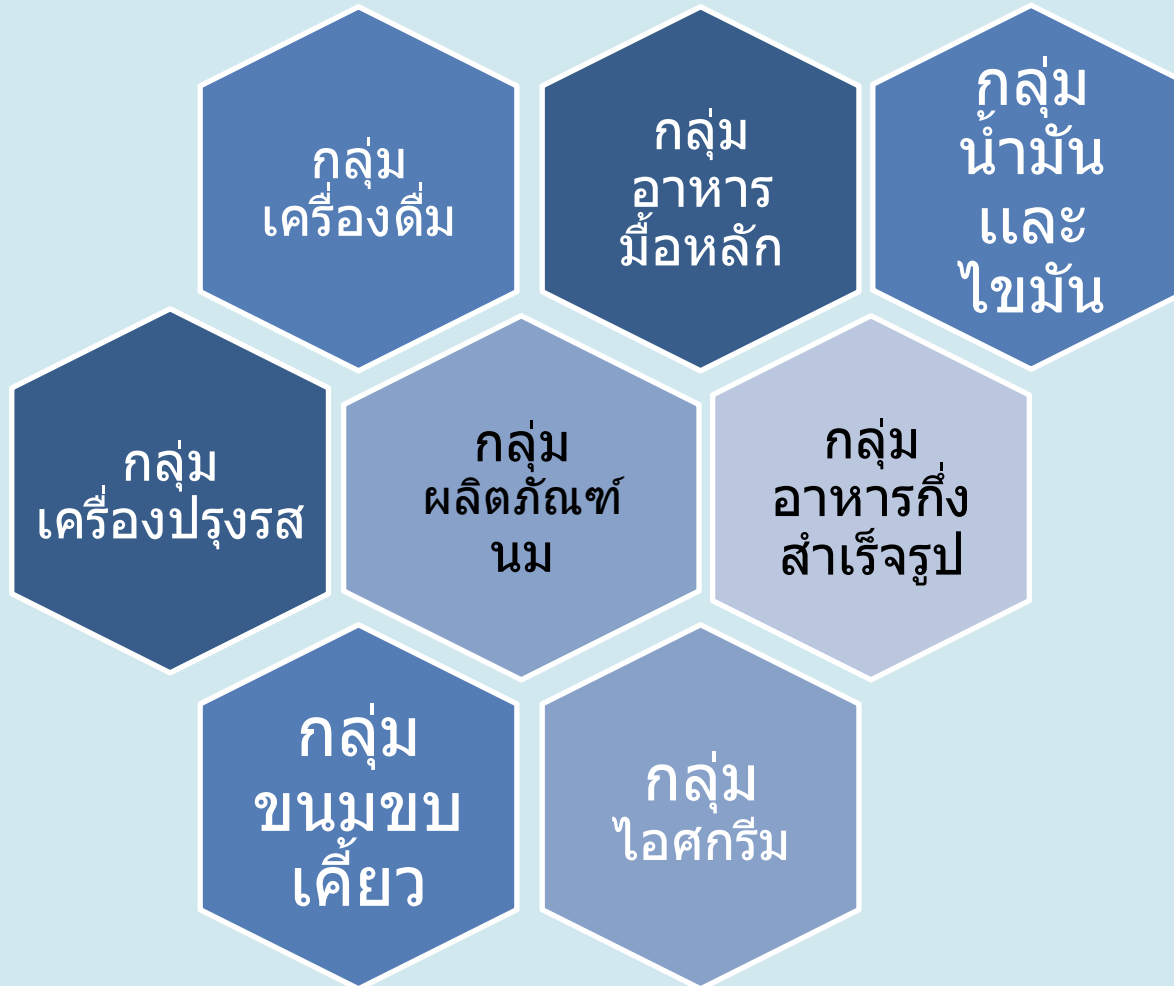 กลุ่ม
เครื่องดื่ม
กลุ่ม
อาหาร
มื้อหลัก
กลุ่ม
น้ำมัน
และ
ไขมัน
กลุ่ม
เครื่องปรุงรส
กลุ่ม
ผลิตภัณฑ์
นม
กลุ่ม
อาหารกึ่ง
สำเร็จรูป
กลุ่ม
ขนมขบ
เคี้ยว
กลุ่ม
ไอศกรีม